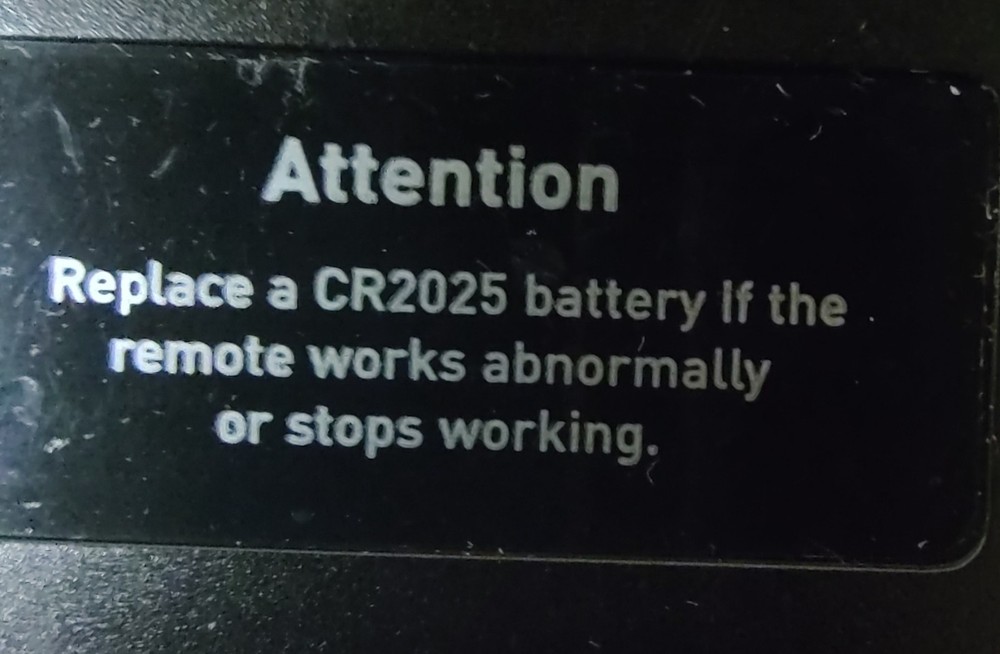 Attention
Replace a CR2025 battery if the
remote works abnormally
or stops working.